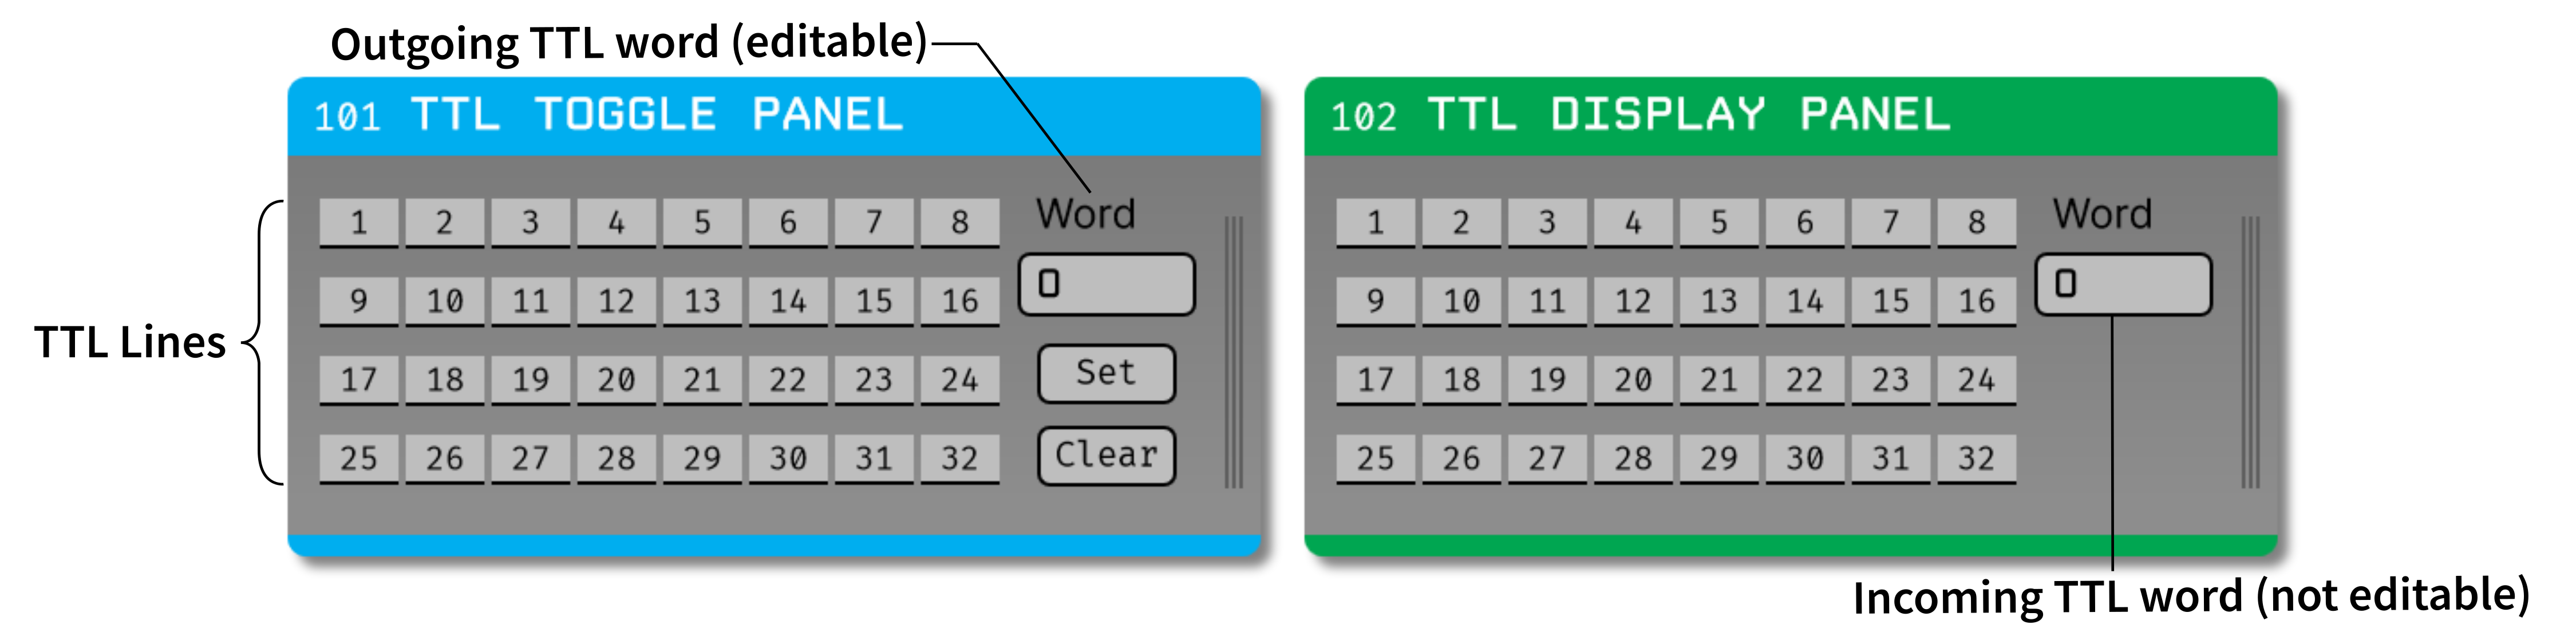 Outgoing TTL word (editable)
101 TTL TOGGLE PANEL
1 2 3 4 5 6 7 8
9 10 11 12 13 14 15 16
17 18 19 20 21 22 23 24
25 26 27 28 29 30 31 32
Word
0
Set
Clear
TTL Lines
102 TTL DISPLAY PANEL
1 2 3 4 5 6 7 8
9 10 11 12 13 14 15 16
17 18 19 20 21 22 23 24
25 26 27 28 29 30 31 32
Word
0
Incoming TTL word (not editable)